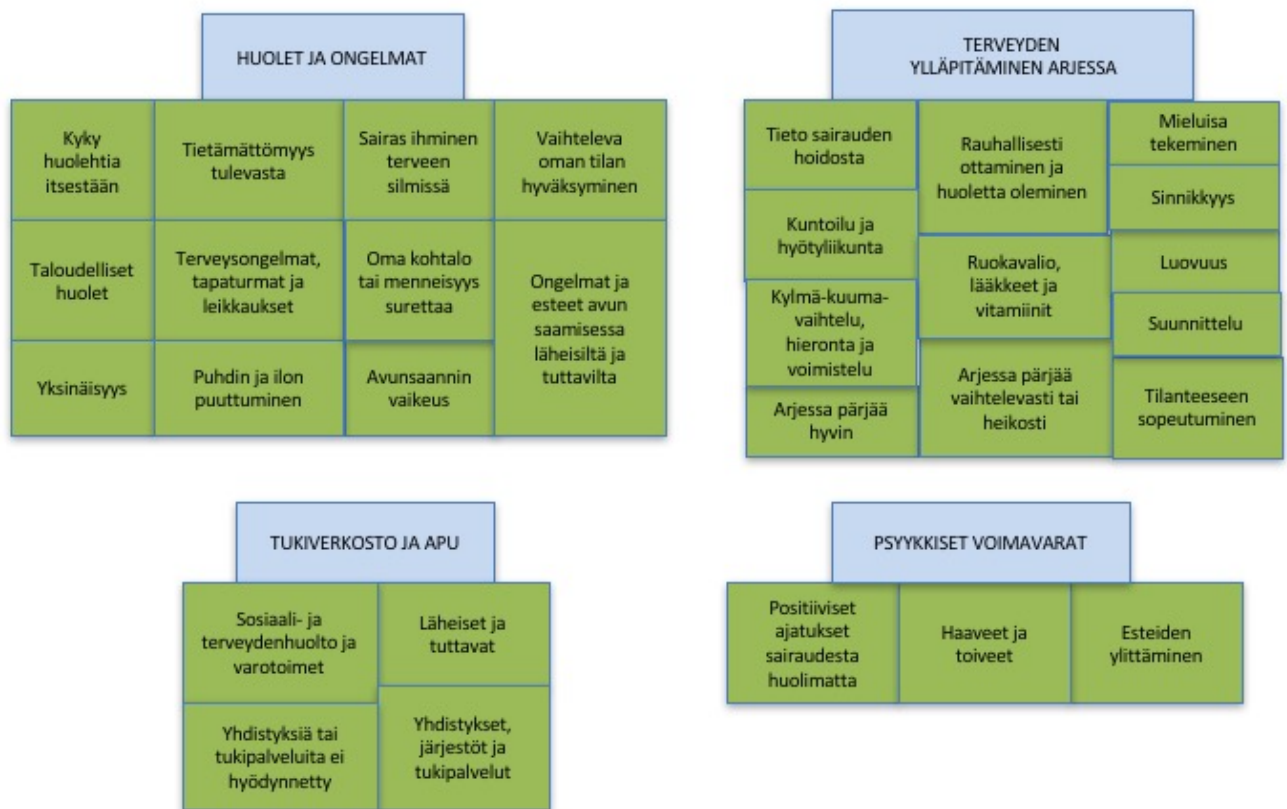 HUOLET JA ONGELMAT
Kyky
huolehtia
itsestään
Tietämättömyys
tulevasta
Sairas ihminen
terveen
silmissä
Vaihteleva
oman tilan
hyväksyminen
Taloudelliset
huolet
Terveysongelmat,
tapaturmat ja
leikkaukset
Oma kohtalo
tai menneisyys
surettaa
Ongelmat ja
esteet avun
saamisessa
läheisiltä ja
tuttavilta
Yksinäisyys
Puhdin ja ilon
puuttuminen
Avunsaannin
vaikeus
TERVEYDEN
YLLÄPITÄMINEN ARJESSA
Tieto sairauden
hoidosta
Kuntoilu ja
hyötyliikunta
Kylmä-kuuma-
vaihtelu,
hieronta ja
voimistelu
Arjessa pärjää
hyvin
Rauhallisesti
ottaminen ja
huoletta oleminen
Ruokavalio,
lääkkeet ja
vitamiinit
Arjessa pärjää
vaihtelevasti tai
heikosti
Mieluisa
tekeminen
Sinnikkyys
Luovuus
Suunnittelu
Tilanteeseen
sopeutuminen
TUKIVERKOSTO JA APU
Sosiaali- ja
terveydenhuolto ja
varotoimet
Läheiset ja
tuttavat
Yhdistyksiä tai
tukipalveluita ei
hyödynnetty
Yhdistykset,
järjestöt ja
tukipalvelut
PSYYKKISET VOIMAVARAT
Positiiviset
ajatukset
sairaudesta
huolimatta
Haaveet ja
toiveet
Esteiden
ylittäminen